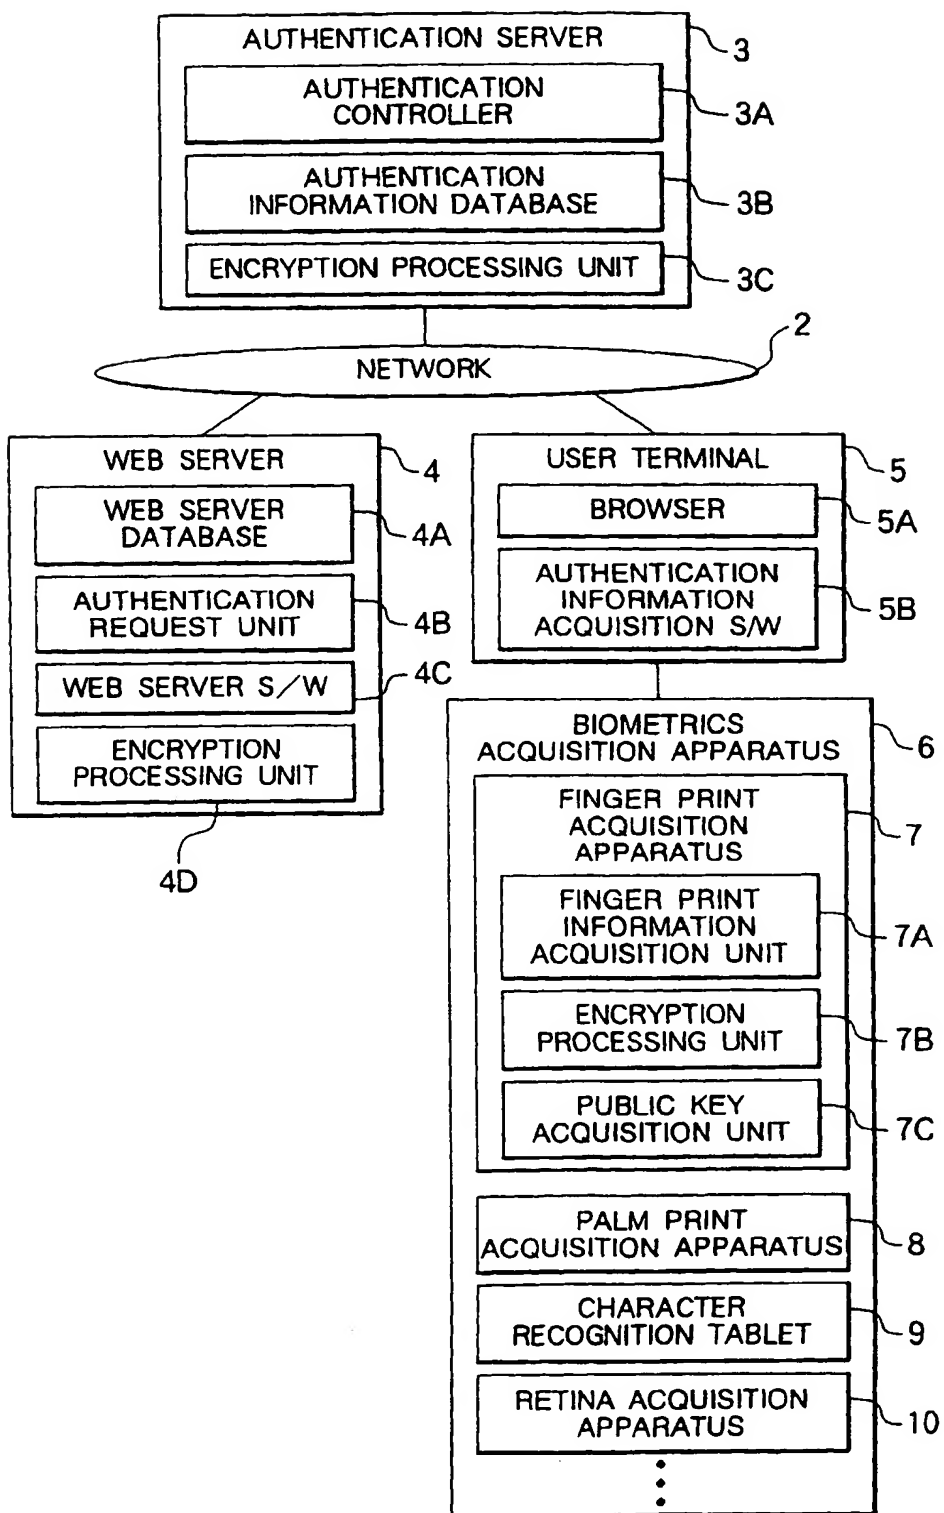 AUTHENTICATION SERVER
3
AUTHENTICATION
CONTROLLER
3A
AUTHENTICATION
INFORMATION DATABASE
3B
ENCRYPTION PROCESSING UNIT
3C
2
NETWORK
WEB SERVER
4
WEB SERVER
DATABASE
4A
AUTHENTICATION
REQUEST UNIT
4B
WEB SERVER S/W
4C
ENCRYPTION
PROCESSING UNIT
4D
USER TERMINAL
5
BROWSER
5A
AUTHENTICATION
INFORMATION
ACQUISITION S/W
5B
BIOMETRICS
ACQUISITION APPARATUS
6
FINGER PRINT
ACQUISITION
APPARATUS
7
FINGER PRINT
INFORMATION
ACQUISITION UNIT
7A
ENCRYPTION
PROCESSING UNIT
7B
PUBLIC KEY
ACQUISITION UNIT
7C
PALM PRINT
ACQUISITION APPARATUS
8
CHARACTER
RECOGNITION TABLET
9
RETINA ACQUISITION
APPARATUS
10